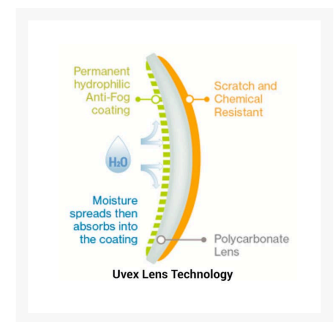 Permanent
hydrophilic
Anti-Fog
coating
Scratch and
Chemical
Resistant
H₂O
Moisture
spreads then
absorbs into
the coating
Polycarbonate
Lens
Uvex Lens Technology